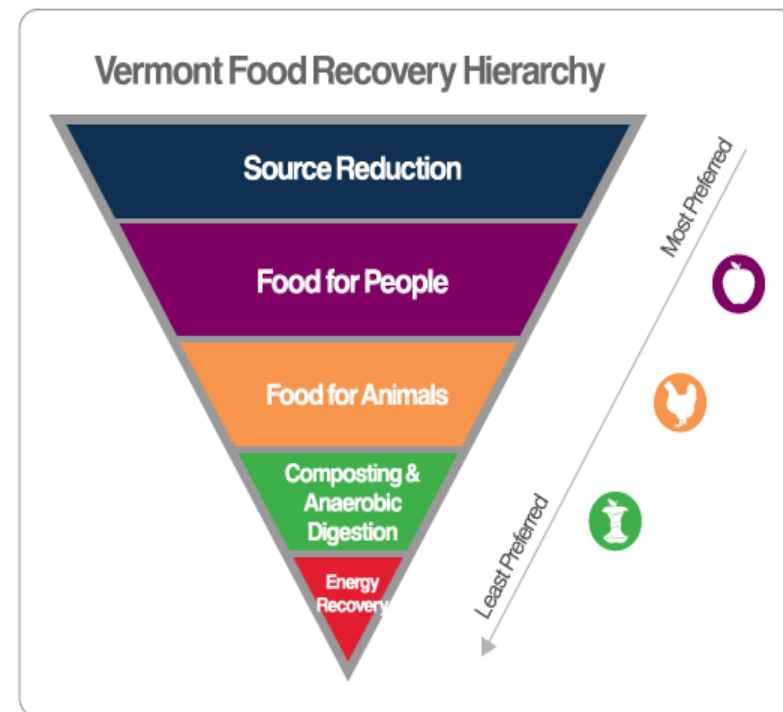 Vermont Food Recovery Hierarchy
Source Reduction
Food for People
Food for Animals
Composting &
Anaerobic
Digestion
Energy
Recovery
Most Preferred
Least Preferred